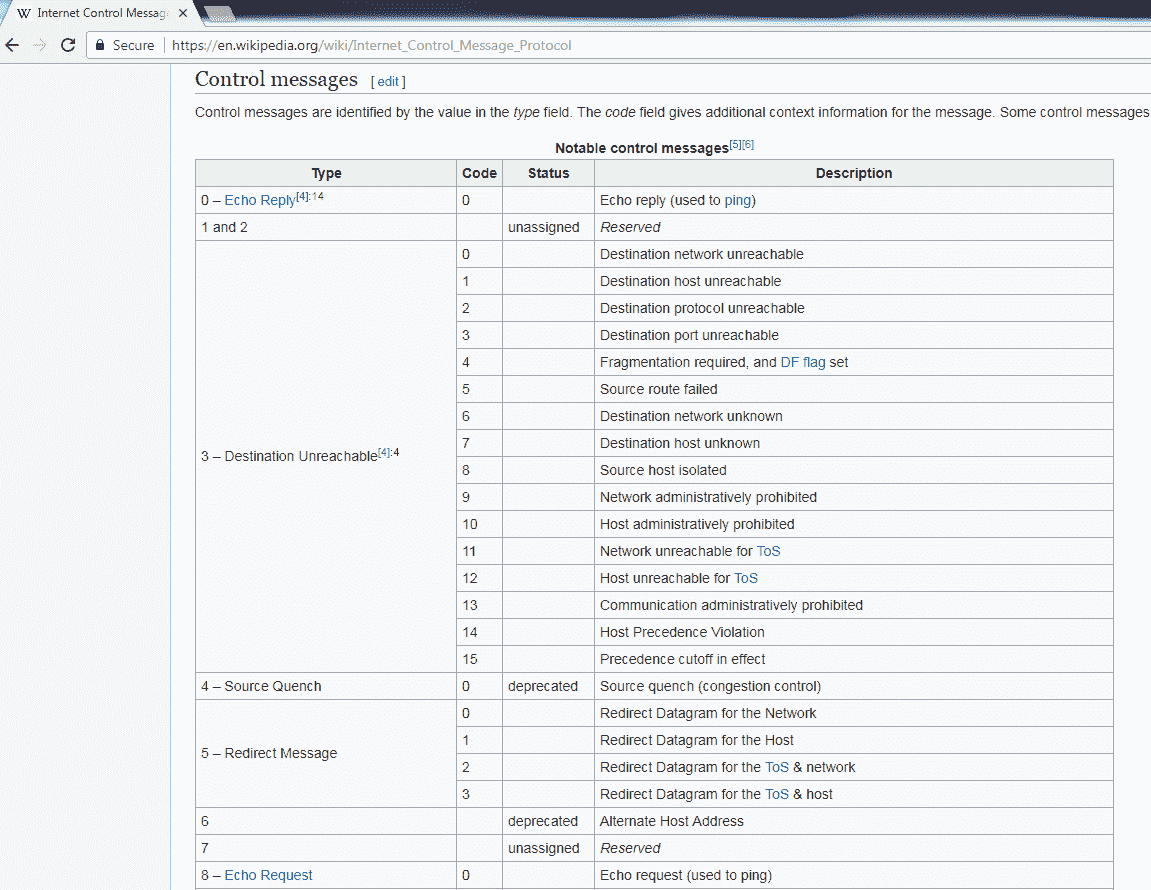 Internet Control Messag
Secure https://en.wikipedia.org/wiki/Internet_Control_Message_Protocol
Control messages [ edit ]
Control messages are identified by the value in the type field. The code field gives additional context information for the message. Some control messages
Notable control messages[5][6]
Type Code Status Description
0 – Echo Reply[4]:14 0 Echo reply (used to ping)
1 and 2 unassigned Reserved
0 Destination network unreachable
1 Destination host unreachable
2 Destination protocol unreachable
3 Destination port unreachable
4 Fragmentation required, and DF flag set
5 Source route failed
6 Destination network unknown
7 Destination host unknown
3 – Destination Unreachable[4]:4
8 Source host isolated
9 Network administratively prohibited
10 Host administratively prohibited
11 Network unreachable for ToS
12 Host unreachable for ToS
13 Communication administratively prohibited
14 Host Precedence Violation
15 Precedence cutoff in effect
4 – Source Quench 0 deprecated Source quench (congestion control)
5 – Redirect Message
0 Redirect Datagram for the Network
1 Redirect Datagram for the Host
2 Redirect Datagram for the ToS & network
3 Redirect Datagram for the ToS & host
6 deprecated Alternate Host Address
7 unassigned Reserved
8 – Echo Request 0 Echo request (used to ping)